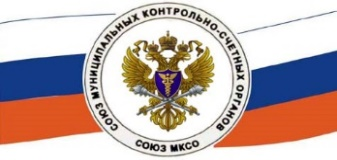 СОЮЗ МУНИЦИПАЛЬНЫХ КОНТРОЛЬНО-СЧЕТНЫХ ОРГАНОВ
СОЮЗ МКСО